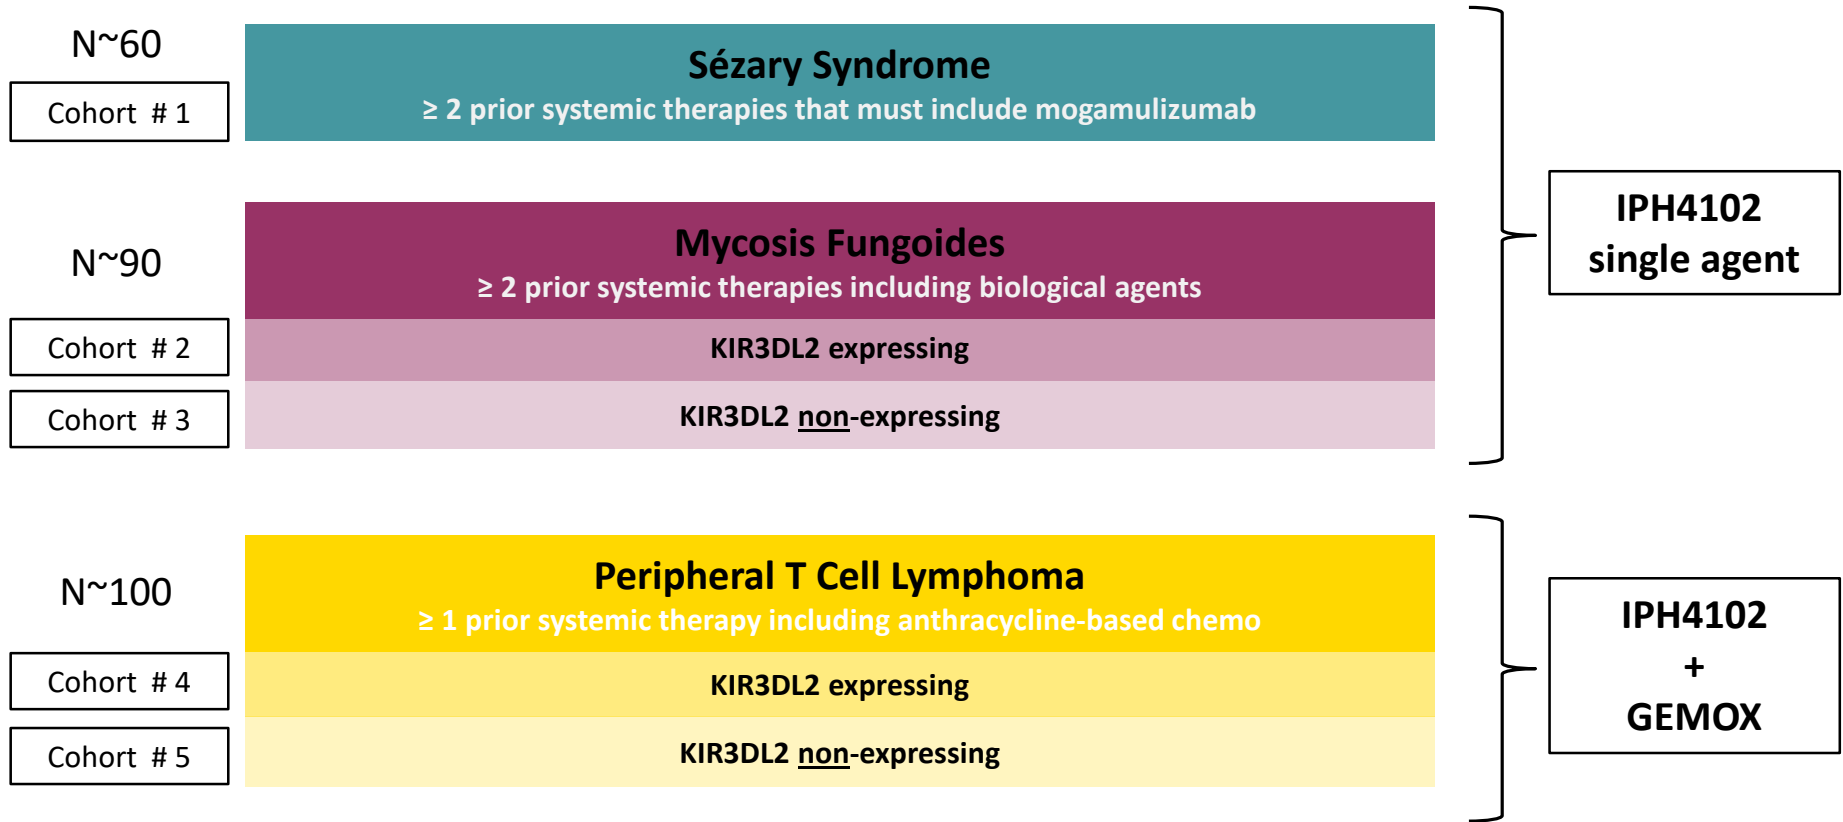 N~60
Cohort # 1
Sézary Syndrome
≥ 2 prior systemic therapies that must include mogamulizumab
N~90
Mycosis Fungoides
≥ 2 prior systemic therapies including biological agents
Cohort # 2
KIR3DL2 expressing
Cohort # 3
KIR3DL2 non-expressing
IPH4102
single agent
N~100
Peripheral T Cell Lymphoma
≥ 1 prior systemic therapy including anthracycline-based chemo
Cohort # 4
KIR3DL2 expressing
Cohort # 5
KIR3DL2 non-expressing
IPH4102
+
GEMOX